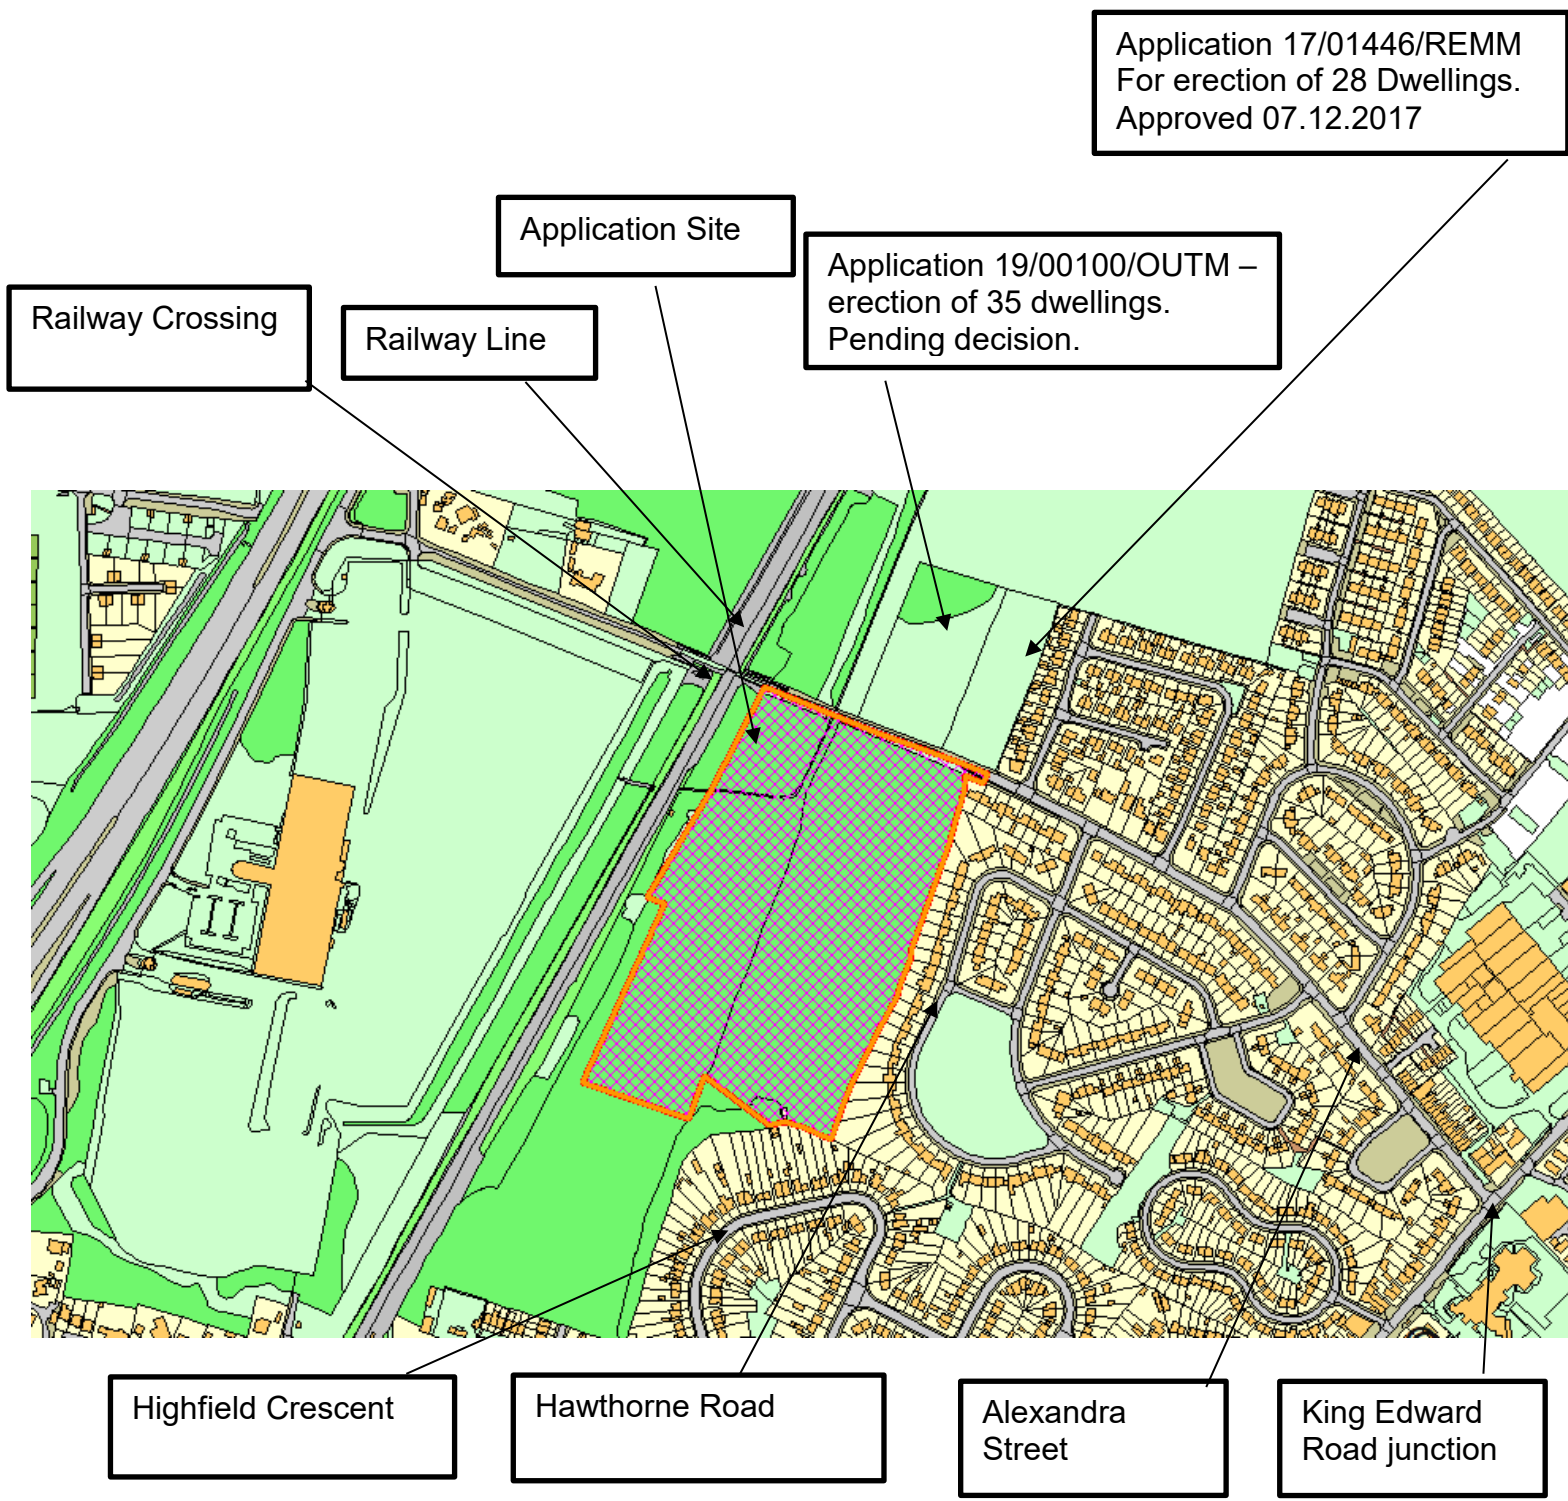 Application 17/01446/REMM
For erection of 28 Dwellings.
Approved 07.12.2017
Application Site
Application 19/00100/OUTM –
erection of 35 dwellings.
Pending decision.
Railway Crossing
Railway Line
Highfield Crescent
Hawthorne Road
Alexandra
Street
King Edward
Road junction